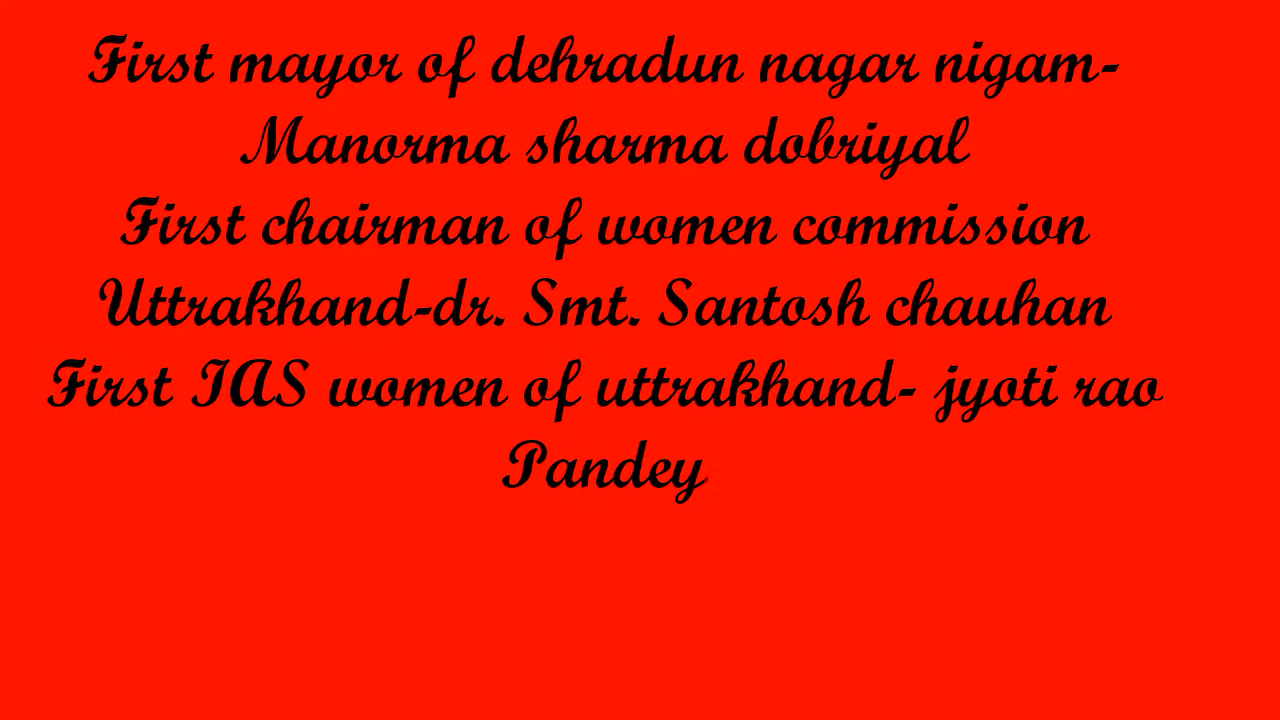 First mayor of dehradun nagar nigam-
Manorma sharma dobriyal
First chairman of women commission
Uttrakhand-dr. Smt. Santosh chauhan
First IAS women of uttrakhand- jyoti rao
Pandey